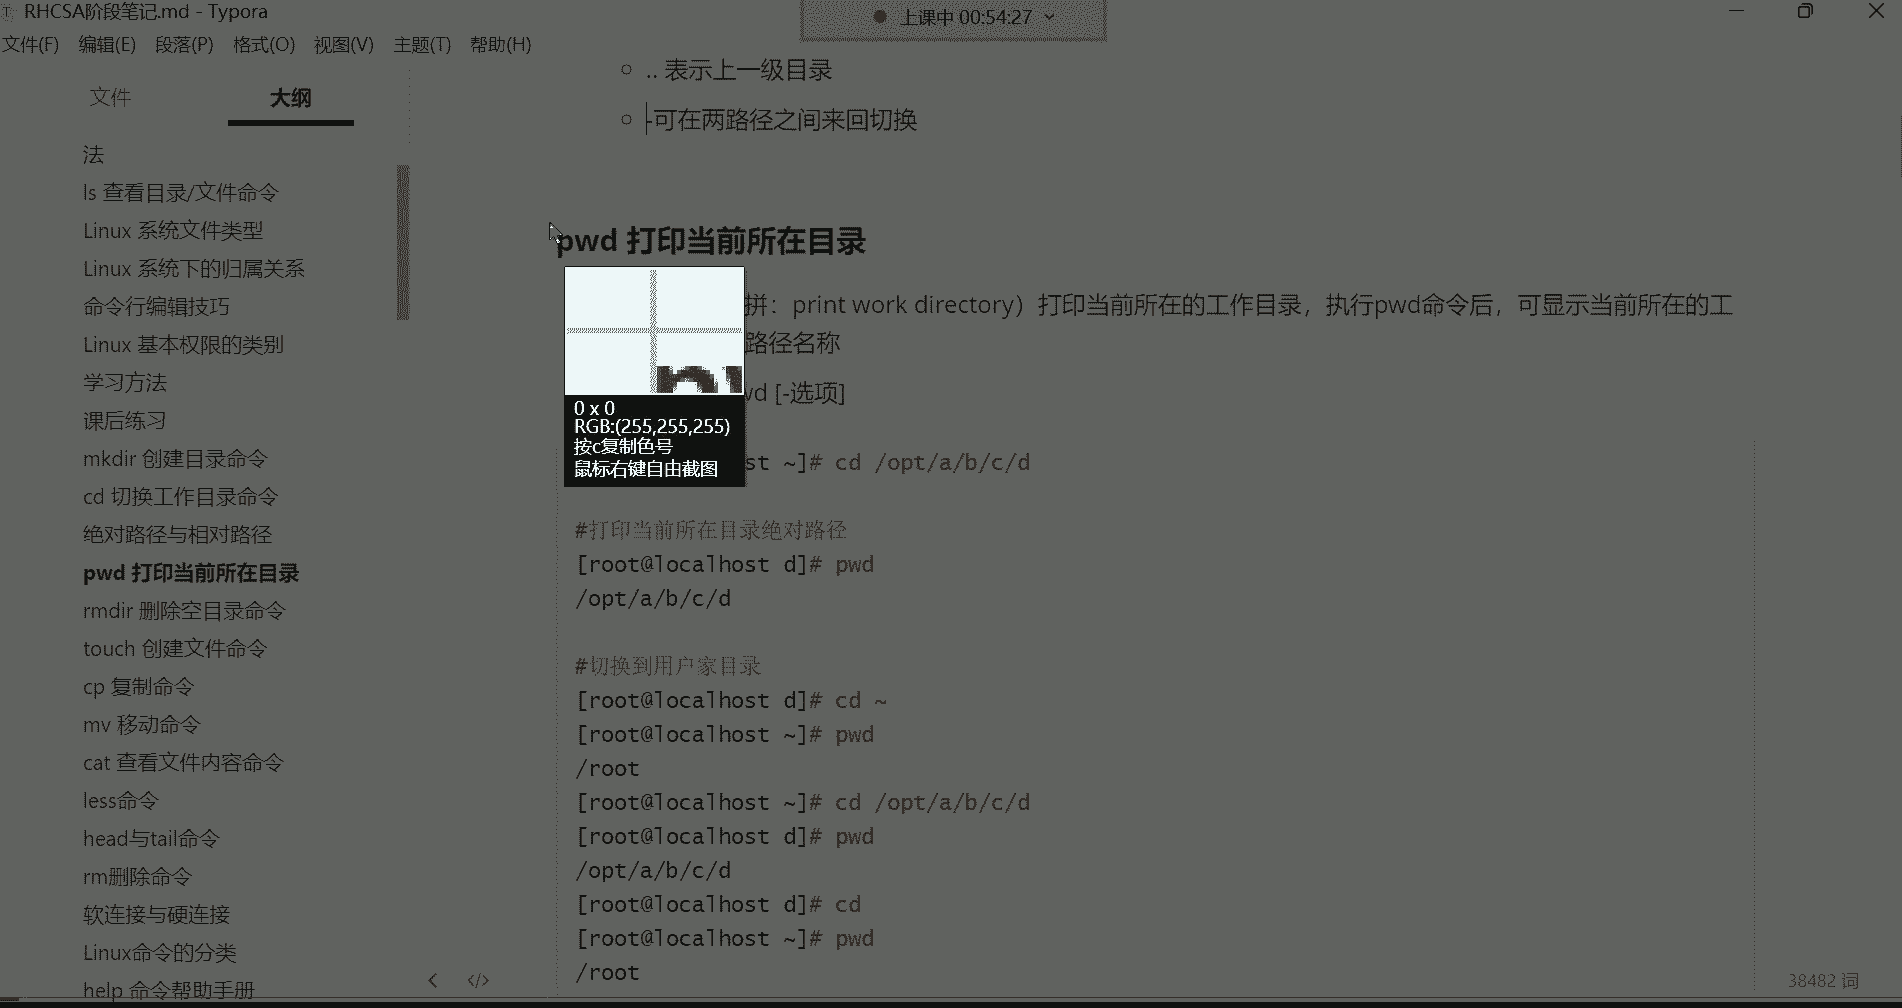 RHCSA阶段笔记.md - Typora
上课中 00:54:27
文件(F) 编辑(E) 段落(P) 格式(O) 视图(V) 主题(T) 帮助(H)
文件 大纲
法
ls 查看目录/文件命令
Linux 系统文件类型
Linux 系统下的归属关系
命令行编辑技巧
Linux 基本权限的类别
学习方法
课后练习
mkdir 创建目录命令
cd 切换工作目录命令
绝对路径与相对路径
pwd 打印当前所在目录
rmdir 删除空目录命令
touch 创建文件命令
cp 复制命令
mv 移动命令
cat 查看文件内容命令
less命令
head与tail命令
rm删除命令
软连接与硬连接
Linux命令的分类
help 命令帮助手册
.. 表示上一级目录
-可在两路径之间来回切换
pwd 打印当前所在目录
拼：print work directory）打印当前所在的工作目录，执行pwd命令后，可显示当前所在的工
路径名称
wd [-选项]
0 x 0
RGB:(255,255,255)
按c复制色号
鼠标右键自由截图
st ~]# cd /opt/a/b/c/d
#打印当前所在目录绝对路径
[root@localhost d]# pwd
/opt/a/b/c/d
#切换到用户家目录
[root@localhost d]# cd ~
[root@localhost ~]# pwd
/root
[root@localhost ~]# cd /opt/a/b/c/d
[root@localhost d]# pwd
/opt/a/b/c/d
[root@localhost d]# cd
[root@localhost ~]# pwd
/root
38482 词